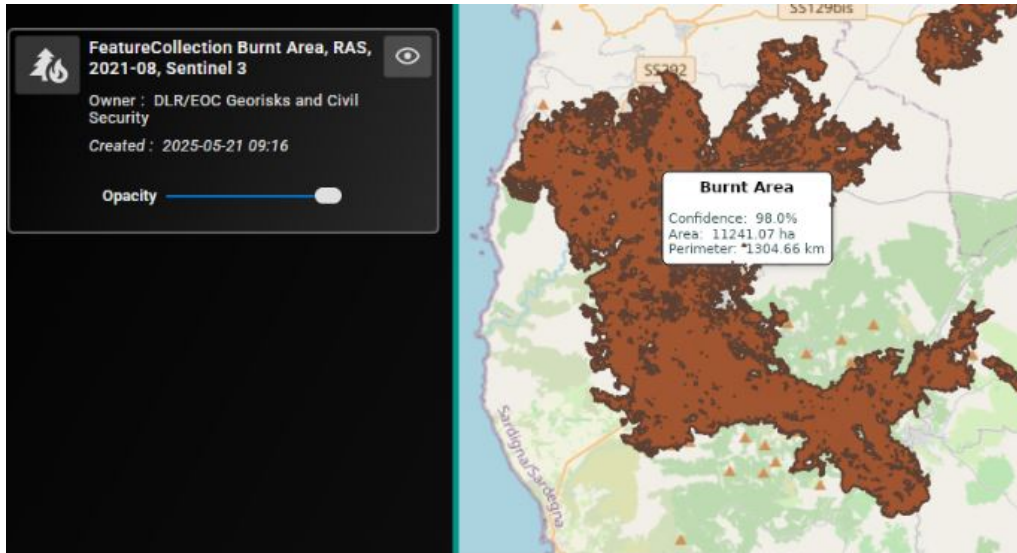 FeatureCollection Burnt Area, RAS,
2021-08, Sentinel 3
Owner : DLR/EOC Georisks and Civil
Security
Created : 2025-05-21 09:16
Opacity
SS129bis
SS292
Burnt Area
Confidence: 98.0%
Area: 11241.07 ha
Perimeter: 1304.66 km
Sardigna/Sardegna